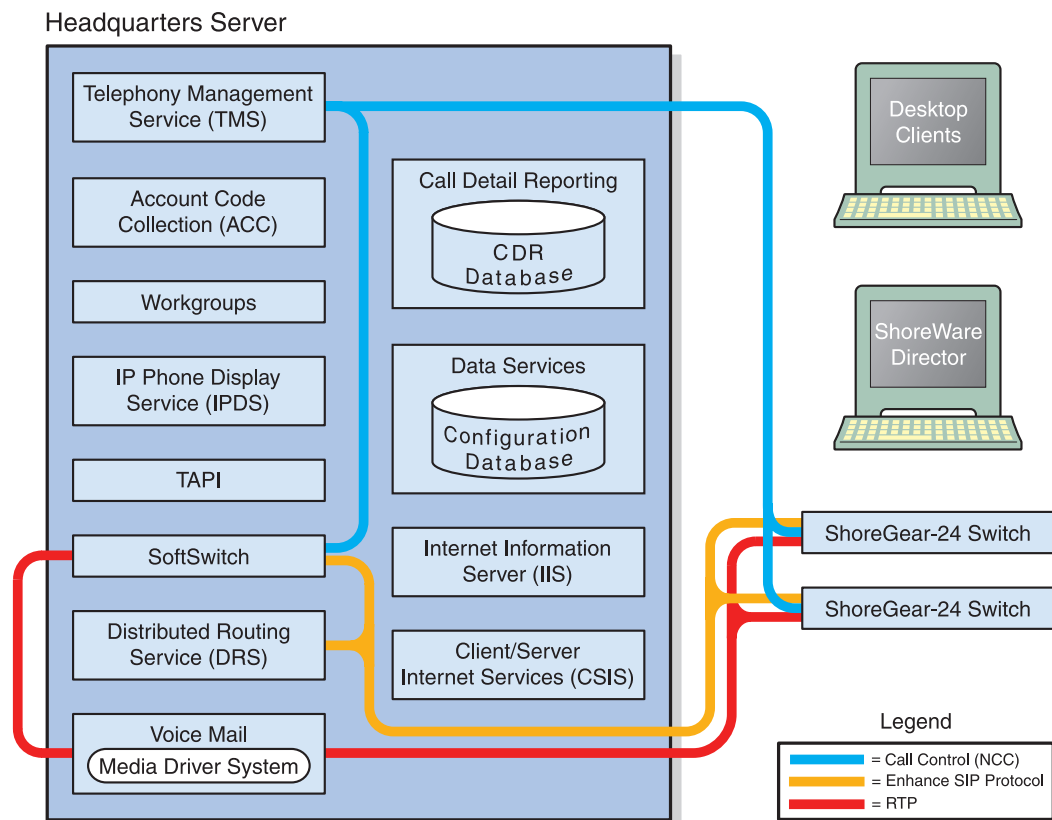 Headquarters Server
Telephony Management
Service (TMS)
Account Code
Collection (ACC)
Workgroups
IP Phone Display
Service (IPDS)
TAPI
SoftSwitch
Distributed Routing
Service (DRS)
Voice Mail
Media Driver System
Call Detail Reporting
CDR
Database
Data Services
Configuration
Database
Internet Information
Server (IIS)
Client/Server
Internet Services (CSIS)
Desktop
Clients
ShoreWare
Director
ShoreGear-24 Switch
ShoreGear-24 Switch
Legend
= Call Control (NCC)
= Enhance SIP Protocol
= RTP